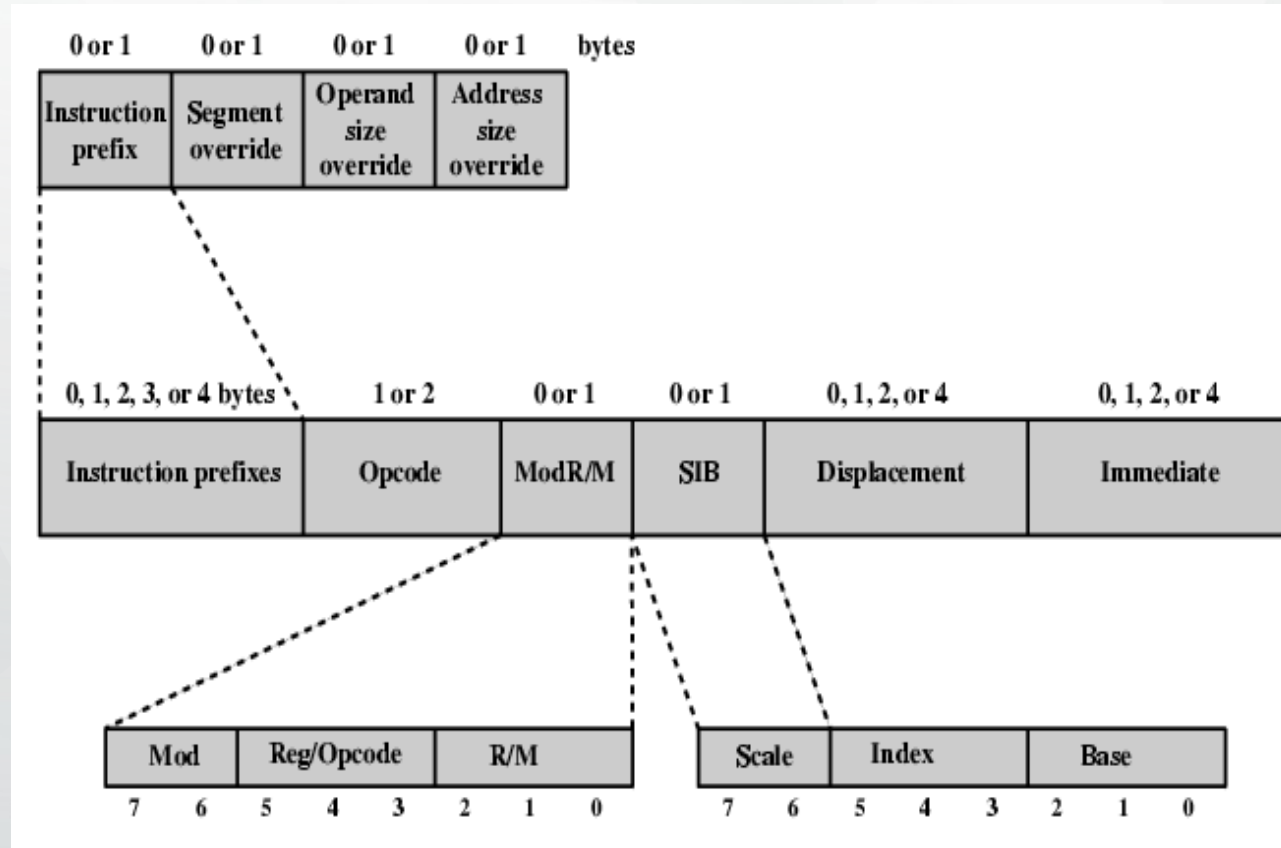 0 or 1 0 or 1 0 or 1 0 or 1 bytes
Instruction prefix
Segment override
Operand size override
Address size override
0, 1, 2, 3, or 4 bytes 1 or 2 0 or 1 0 or 1 0, 1, 2, or 4 0, 1, 2, or 4
Instruction prefixes Opcode ModR/M SIB Displacement Immediate
Mod Reg/Opcode R/M Scale Index Base
7 6 5 4 3 2 1 0 7 6 5 4 3 2 1 0